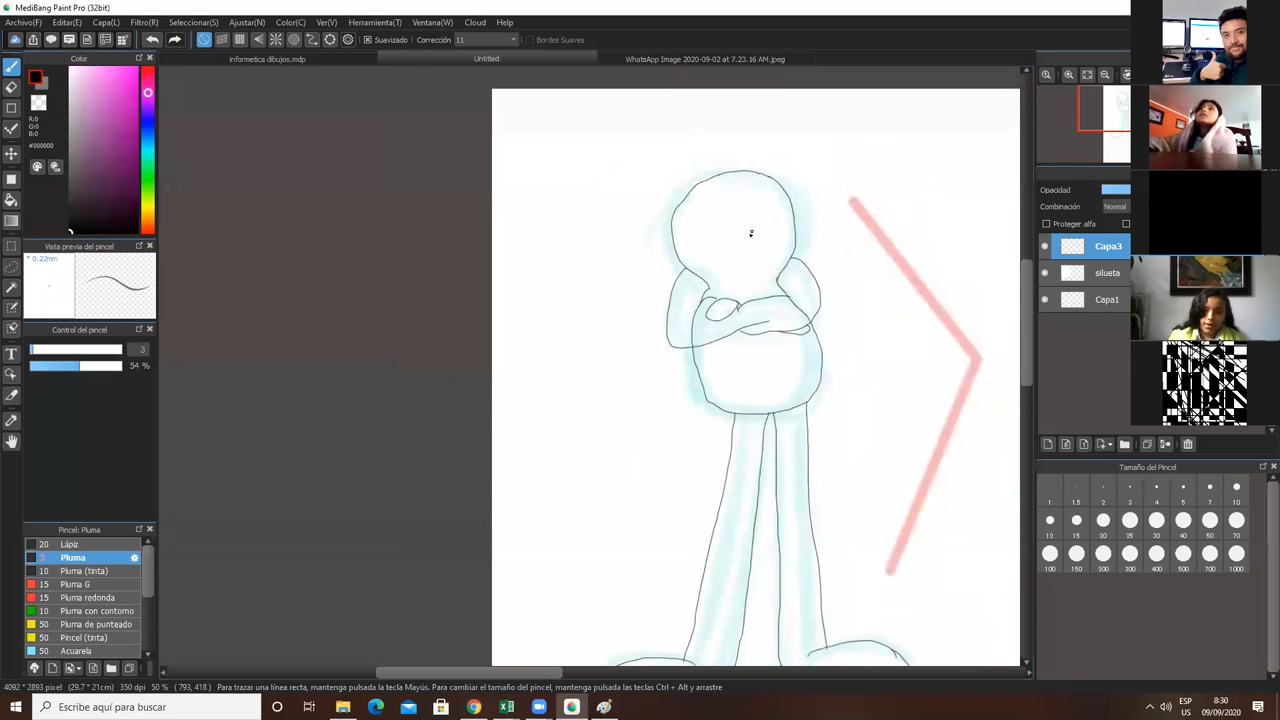 MediBang Paint Pro (32bit)
Archivo(F) Editar(E) Capa(L) Filtro(R) Seleccionar(S) Ajustar(N) Color(C) Ver(V) Herramienta(T) Ventana(W) Cloud Help
Suavizado Corrección 11 Bordes Suaves
Color
informetica dibujos.mdp Untitled WhatsApp Image 2020-09-02 at 7.23.16 AM.jpeg
R:0
G:0
B:0
#000000
Opacidad
Combinación Normal
Proteger alfa
Vista previa del pincel
* 0.22mm
Capa3
silueta
Capa1
Control del pincel
3
54 %
Tamaño del Pincel
1 1.5 2 3 4 5 7 10
12 15 20 25 30 40 50 70
100 150 200 300 400 500 700 1000
Pincel: Pluma
20 Lápiz
3 Pluma
10 Pluma (tinta)
15 Pluma G
15 Pluma redonda
10 Pluma con contorno
50 Pluma de punteado
50 Pincel (tinta)
50 Acuarela
4092 * 2893 pixel (29.7 * 21cm) 350 dpi 50 % ( 793, 418 ) Para trazar una línea recta, mantenga pulsada la tecla Mayús. Para cambiar el tamaño del pincel, mantenga pulsadas las teclas Ctrl + Alt y arrastre
Escribe aquí para buscar
ESP
US
8:30
09/09/2020